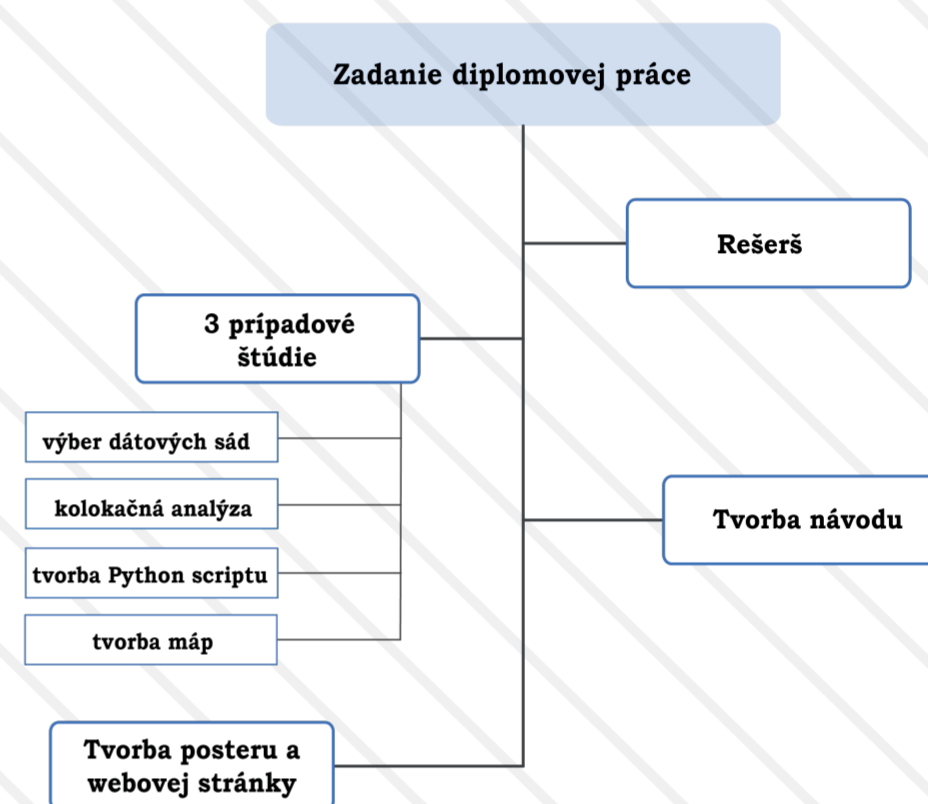 Zadanie diplomovej práce
Rešerš
3 prípadové
štúdie
výber dátových sád
kolokačná analýza
tvorba Python scriptu
tvorba máp
Tvorba návodu
Tvorba posteru a
webovej stránky